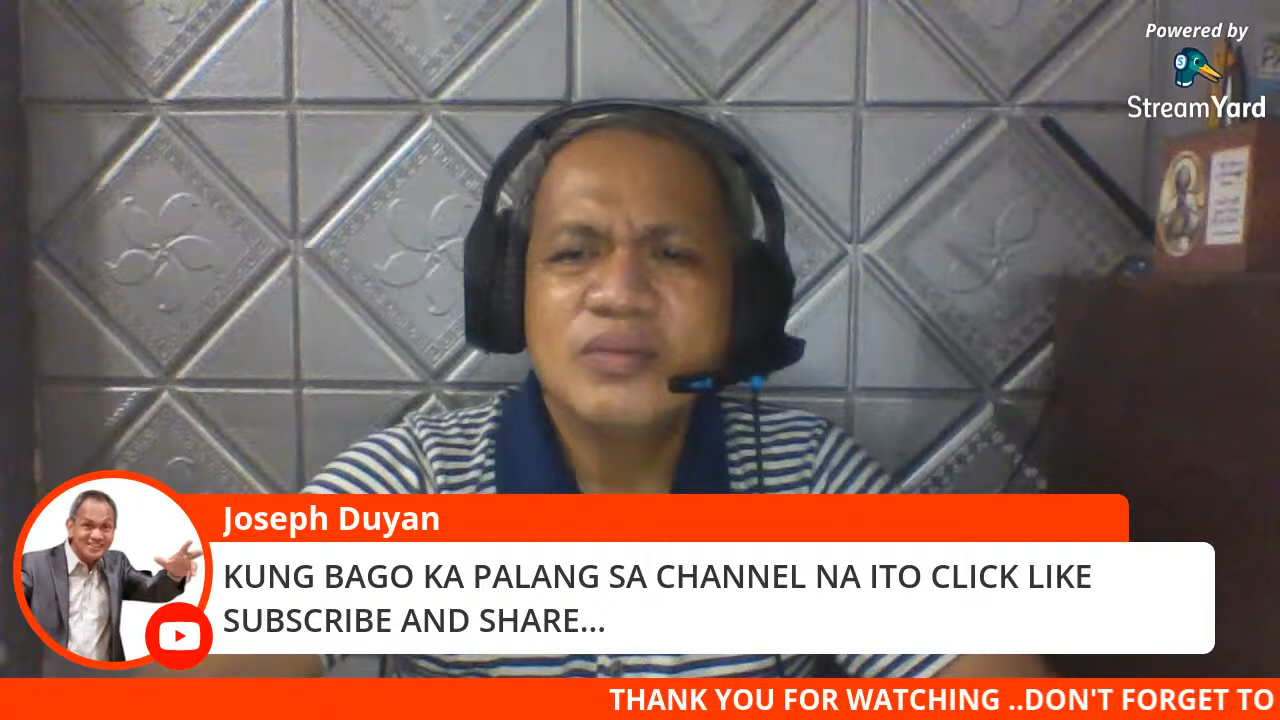 Powered by
StreamYard
Joseph Duyan
KUNG BAGO KA PALANG SA CHANNEL NA ITO CLICK LIKE
SUBSCRIBE AND SHARE...
THANK YOU FOR WATCHING ..DON'T FORGET TO